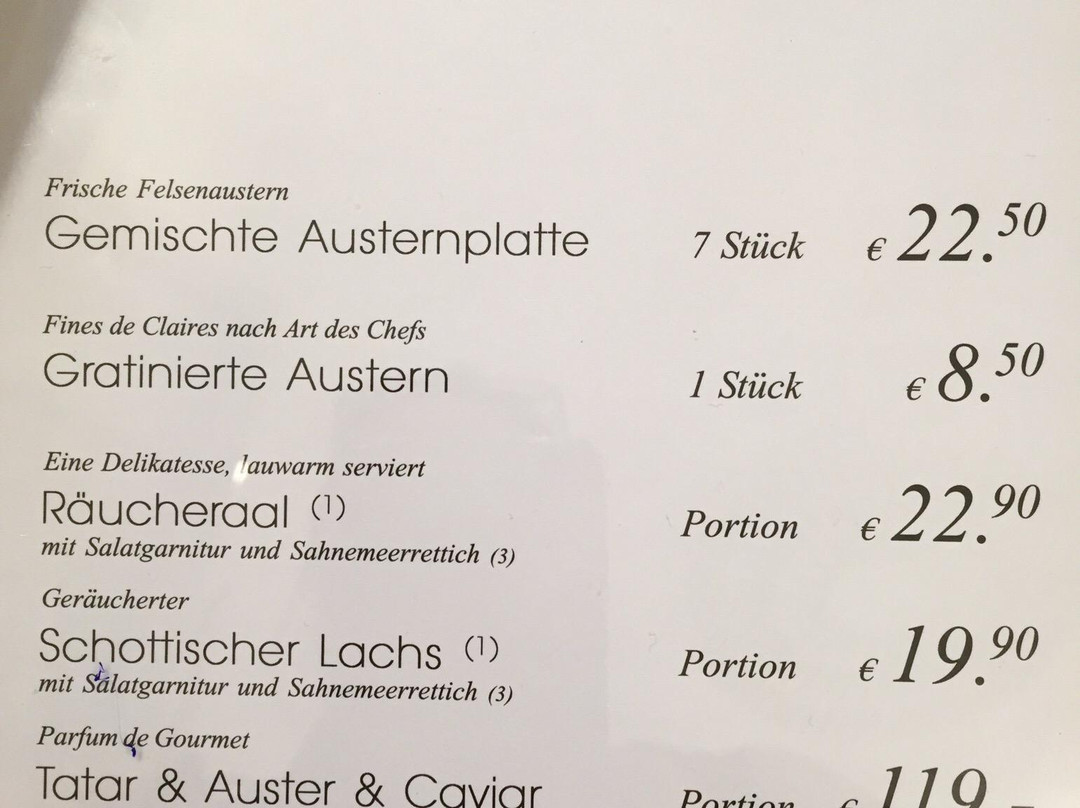 Frische Felsenaustern
Gemischte Austernplatte 7 Stück € 22.50
Fines de Claires nach Art des Chefs
Gratinierte Austern 1 Stück € 8.50
Eine Delikatesse, lauwarm serviert
Räucheraal (1) Portion € 22.90
mit Salatgarnitur und Sahnemeerrettich (3)
Geräucherter
Schottischer Lachs (1) Portion € 19.90
mit Salatgarnitur und Sahnemeerrettich (3)
Parfum de Gourmet
Tatar & Auster & Caviar Portion € 119.–